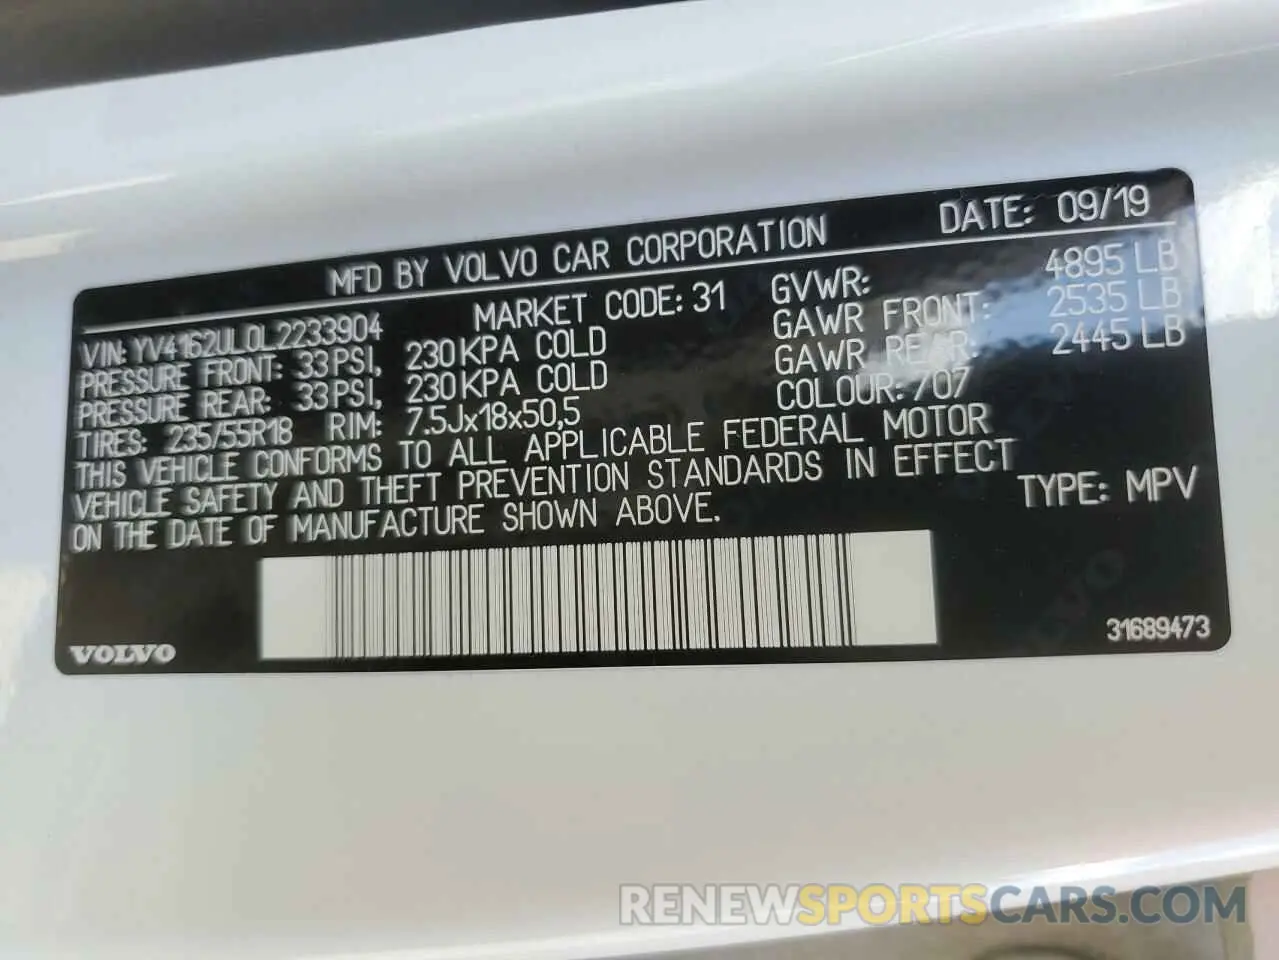 MFD BY VOLVO CAR CORPORATION DATE: 09/19
VIN: YV4162UL0L2233904 MARKET CODE: 31 GVWR: 4895 LB
PRESSURE FRONT: 33 PSI, 230 KPA COLD GAWR FRONT: 2535 LB
PRESSURE REAR: 33 PSI, 230 KPA COLD GAWR REAR: 2445 LB
TIRES: 235/55R18 RIM: 7.5Jx18x50,5 COLOUR: 707
THIS VEHICLE CONFORMS TO ALL APPLICABLE FEDERAL MOTOR
VEHICLE SAFETY AND THEFT PREVENTION STANDARDS IN EFFECT
ON THE DATE OF MANUFACTURE SHOWN ABOVE. TYPE: MPV
VOLVO 31689473
RENEWSPORTSCARS.COM